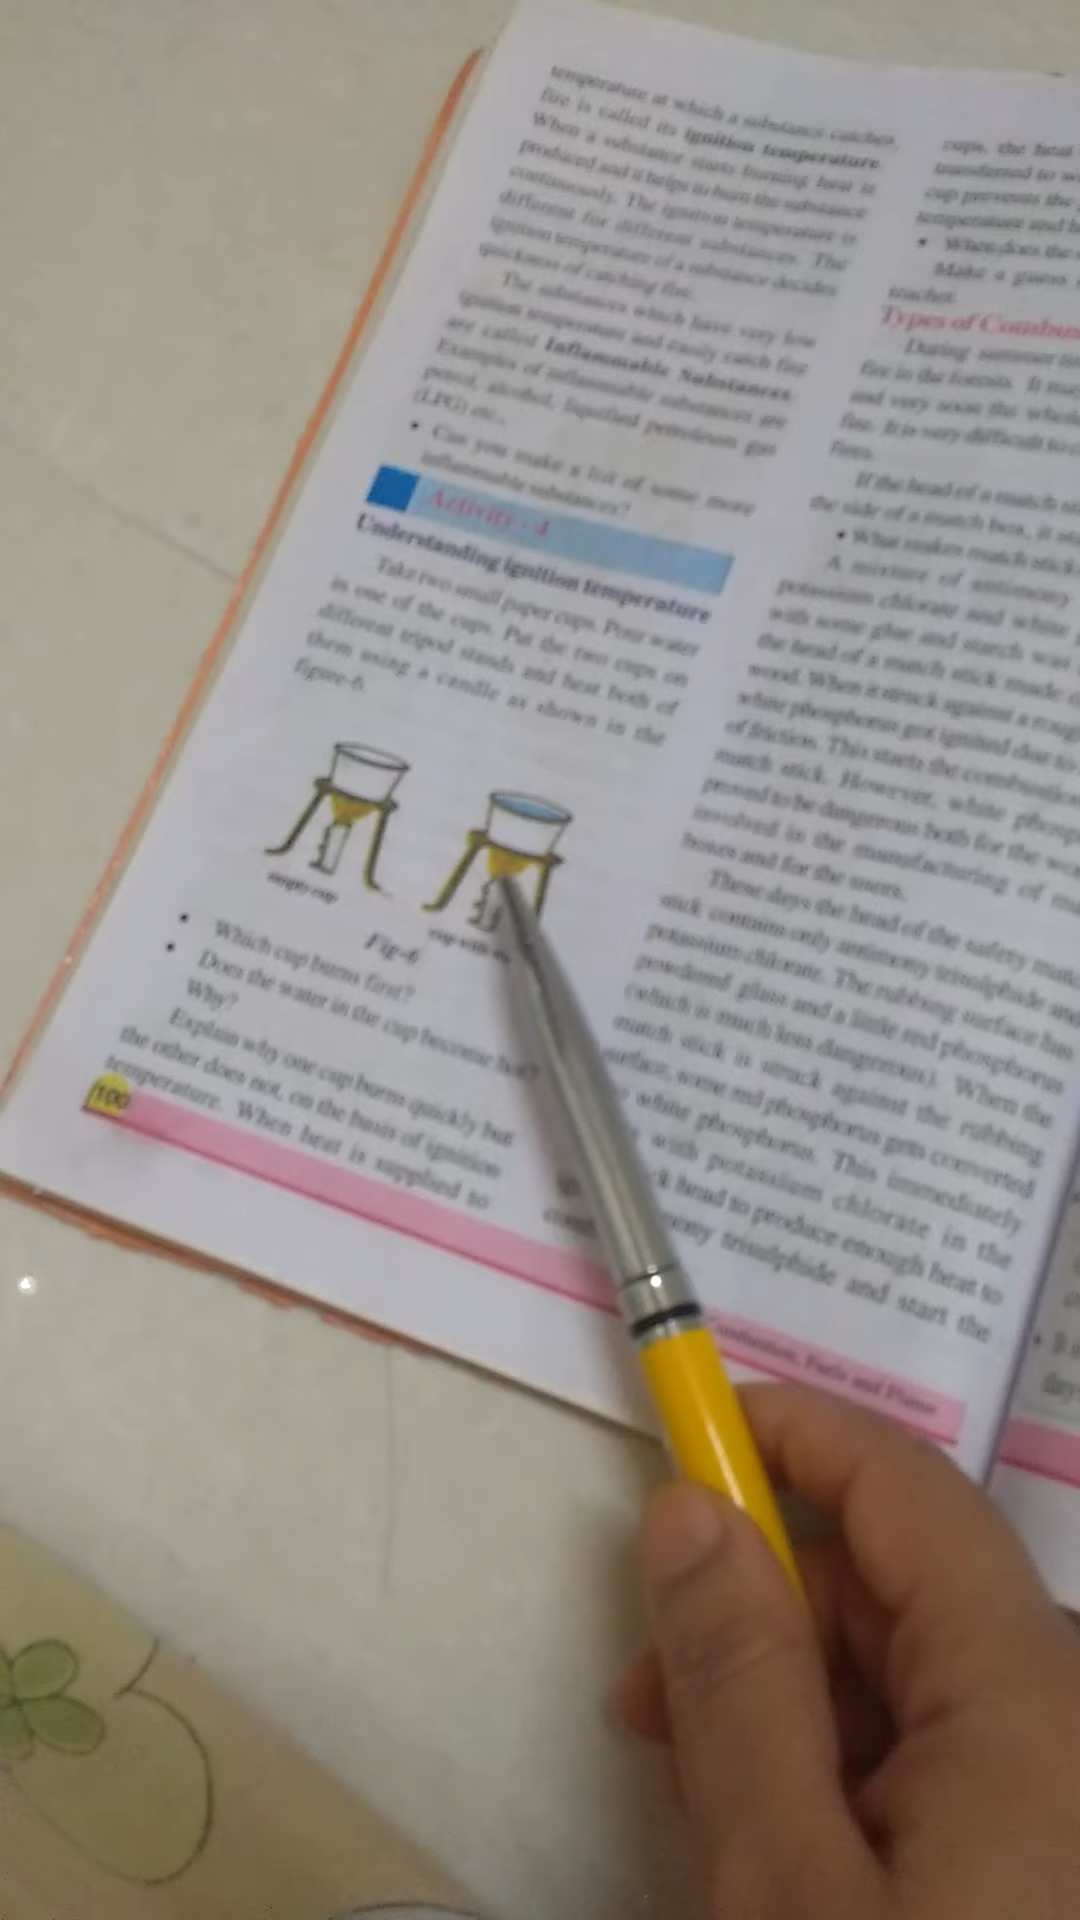 temperature at which a substance catches
fire is called its ignition temperature.
When a substance starts burning heat is
produced and it helps to burn the substance
continuously. The ignition temperature is
different for different substances. The
ignition temperature of a substance decides
quickness of catching fire.
The substances which have very low
ignition temperature and easily catch fire
are called Inflammable Substances.
Examples of inflammable substances are
petrol, alcohol, liquified petroleum gas
(LPG) etc.,
• Can you make a list of some more
inflammable substances?
Activity - 4
Understanding ignition temperature
Take two small paper cups. Pour water
in one of the cups. Put the two cups on
different tripod stands and heat both of
them using a candle as shown in the
figure-6.
empty cup
cup with
Fig-6
• Which cup burns first?
• Does the water in the cup become hot?
Why?
Explain why one cup burns quickly but
the other does not, on the basis of ignition
temperature. When heat is supplied to
100
cups, the heat
transferred to
cup prevents the
temperature and
• When does the
Make a guess
teacher.
Types of
During summer
fire in the forests. It
and very soon the whole
fire. It is very difficult to
fires.
If the head of a match
the side of a match box, it
• What makes match stick
A mixture of antimony
potassium chlorate and white
with some glue and starch was
the head of a match stick made
wood. When it struck against a
white phosphorus got ignited due to
of friction. This starts the combustion
match stick. However, white
proved to be dangerous both for the
involved in the manufacturing of
boxes and for the users.
These days the head of the safety
stick contains only antimony trisulphide and
potassium chlorate. The rubbing surface has
powdered glass and a little red phosphorus
(which is much less dangerous). When the
match stick is struck against the rubbing
surface, some red phosphorus gets converted
white phosphorus. This immediately
with potassium chlorate in the
head to produce enough heat to
trisulphide and start the
Combustion, Fuels and Flame